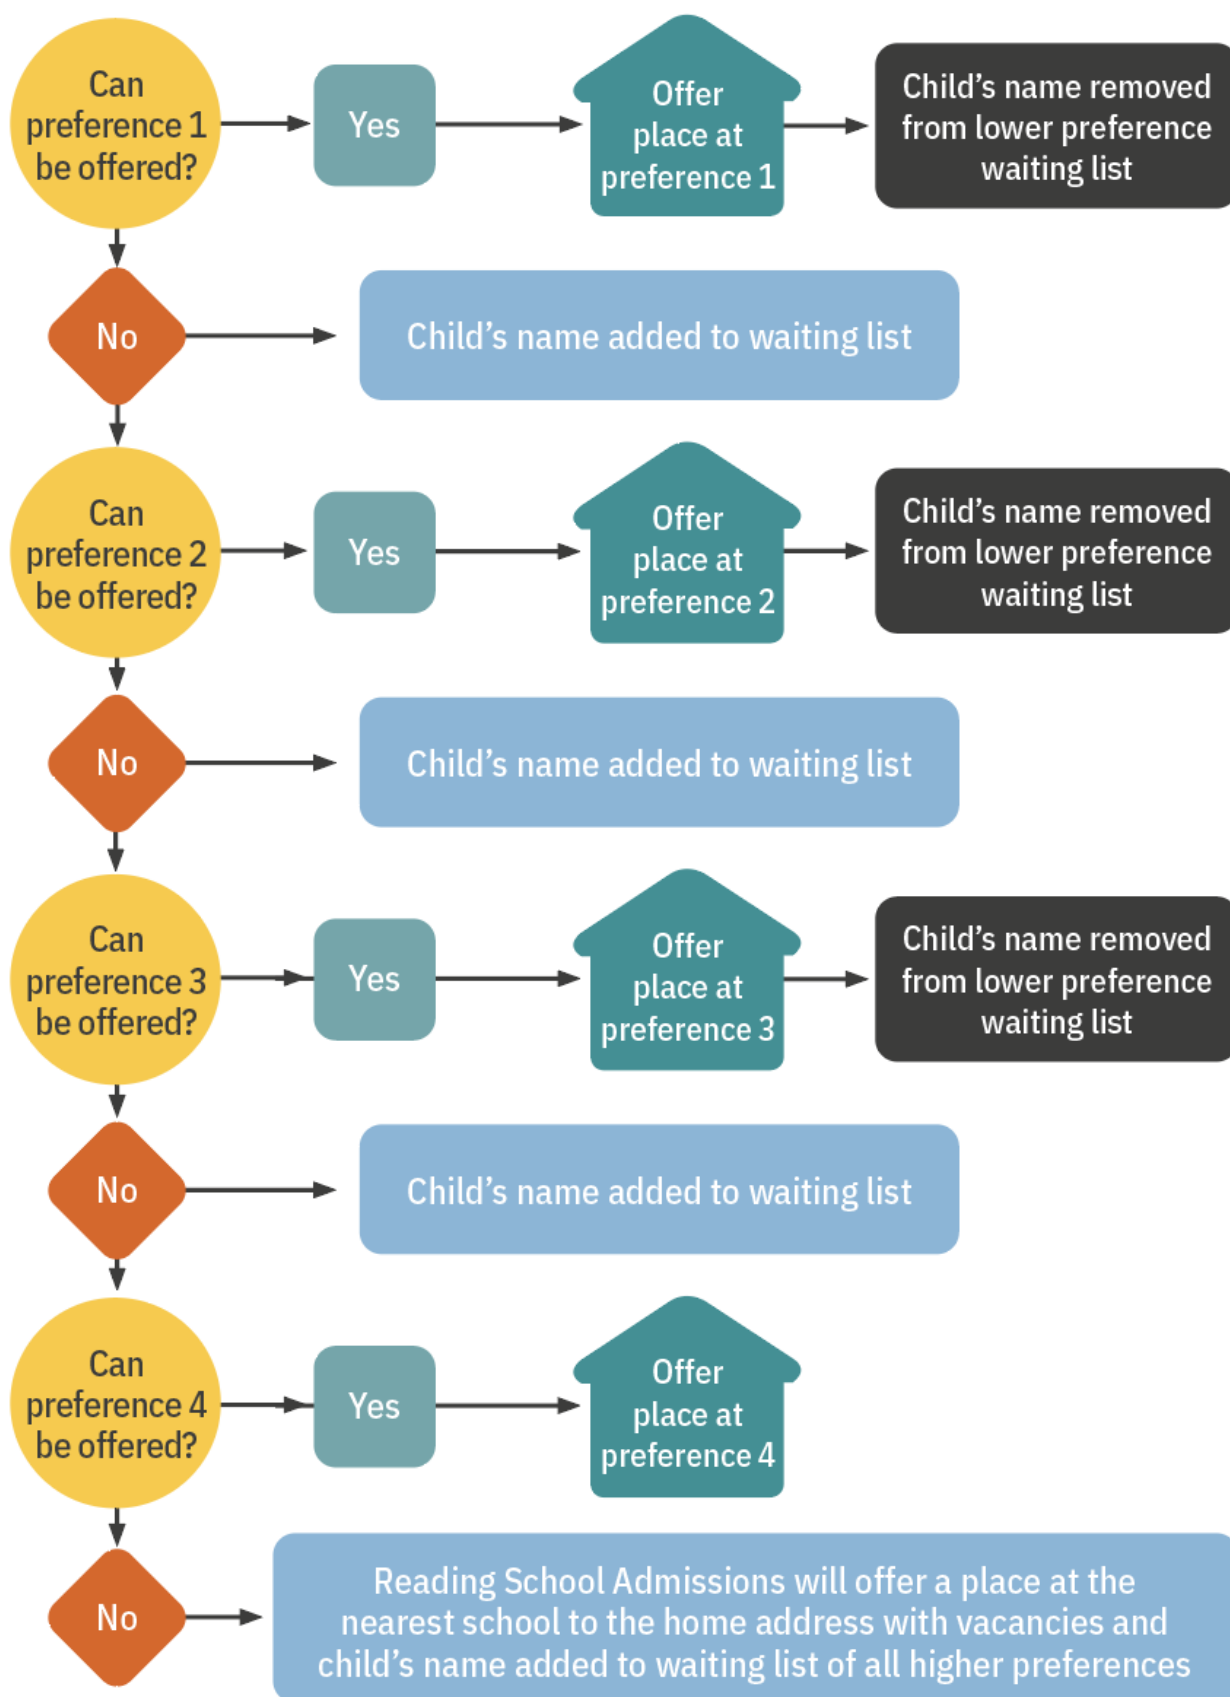 Can
preference 1
be offered?
Yes
Offer
place at
preference 1
Child's name removed
from lower preference
waiting list
No
Child's name added to waiting list
Can
preference 2
be offered?
Yes
Offer
place at
preference 2
Child's name removed
from lower preference
waiting list
No
Child's name added to waiting list
Can
preference 3
be offered?
Yes
Offer
place at
preference 3
Child's name removed
from lower preference
waiting list
No
Child's name added to waiting list
Can
preference 4
be offered?
Yes
Offer
place at
preference 4
No
Reading School Admissions will offer a place at the
nearest school to the home address with vacancies and
child's name added to waiting list of all higher preferences